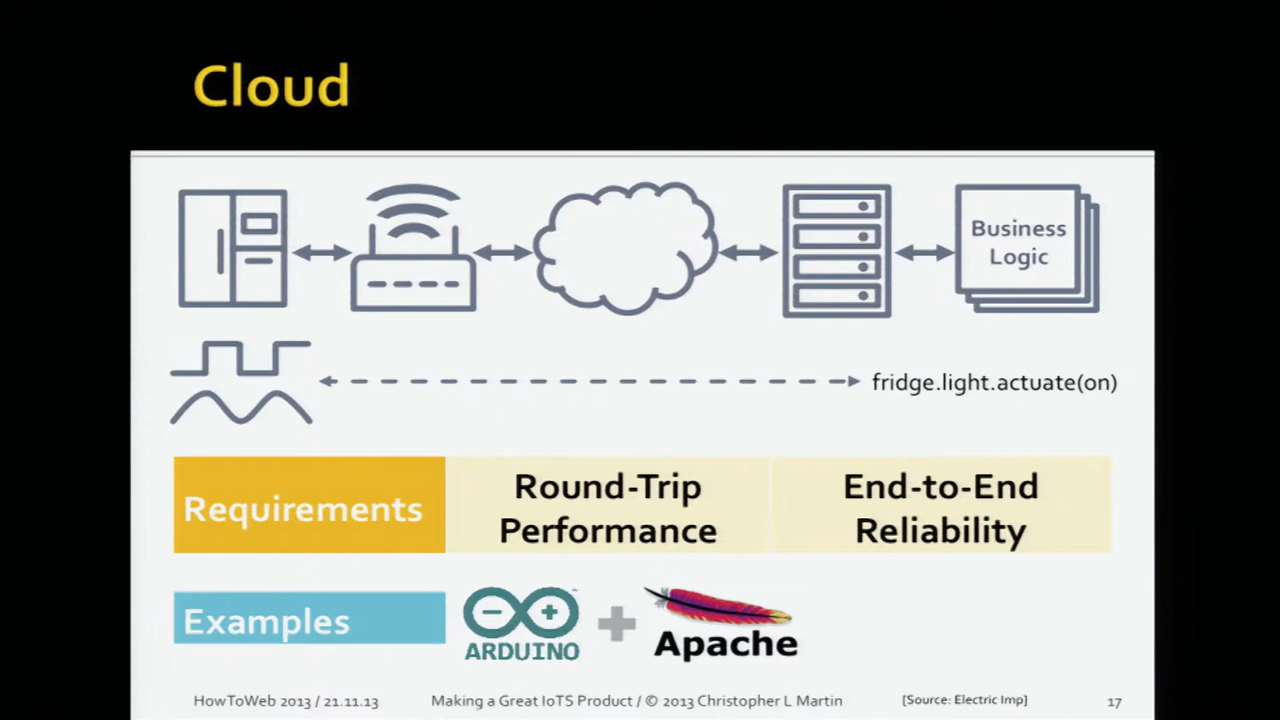 Cloud
Business
Logic
fridge.light.actuate(on)
Requirements
Round-Trip
Performance
End-to-End
Reliability
Examples
ARDUINO
Apache
HowToWeb 2013 / 21.11.13
Making a Great IoTS Product / © 2013 Christopher L Martin
[Source: Electric Imp]
17